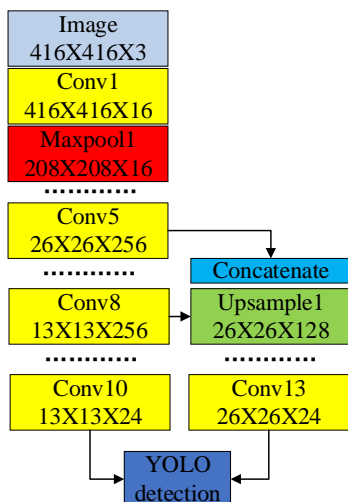 Image
416X416X3
Conv1
416X416X16
Maxpool1
208X208X16
Conv5
26X26X256
Concatenate
Conv8
13X13X256
Upsample1
26X26X128
Conv10
13X13X24
Conv13
26X26X24
YOLO
detection